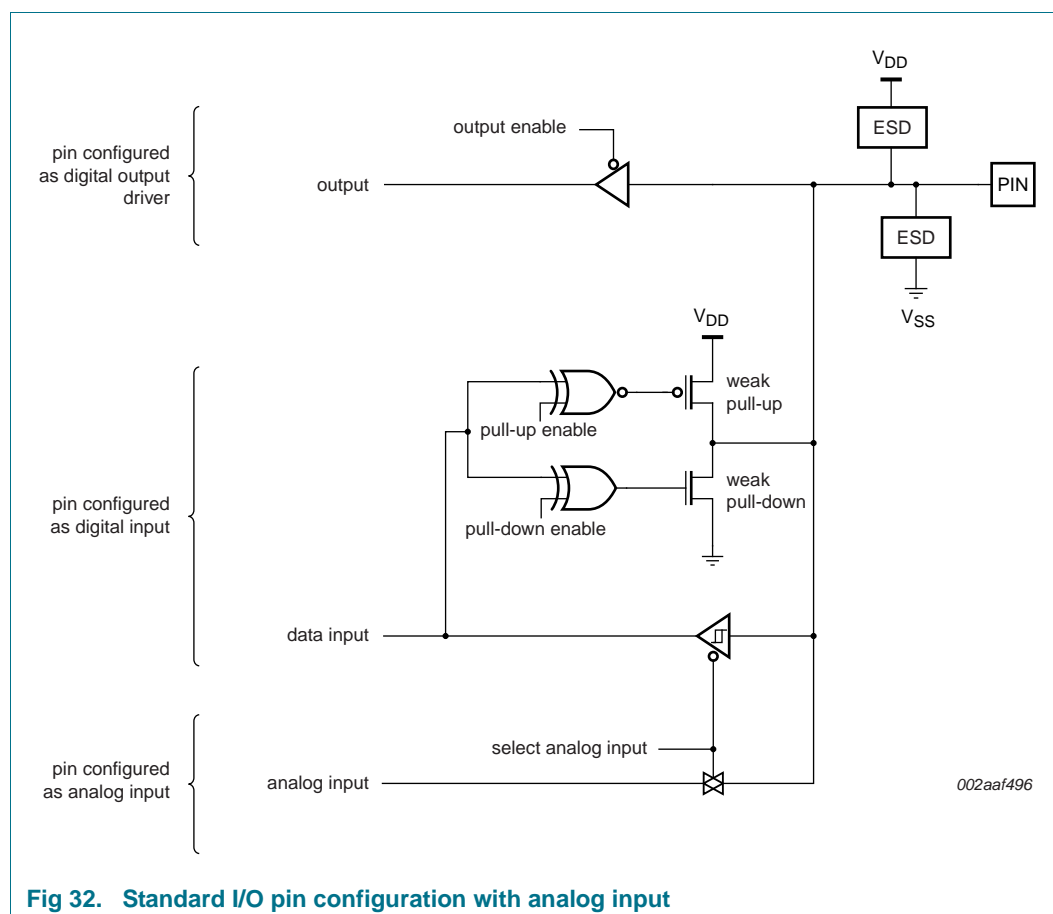 VDD
ESD
output enable
pin configured
as digital output
driver
output
PIN
ESD
VSS
VDD
weak
pull-up
pull-up enable
weak
pull-down
pin configured
as digital input
pull-down enable
data input
select analog input
pin configured
as analog input
analog input
002aaf496
Fig 32. Standard I/O pin configuration with analog input